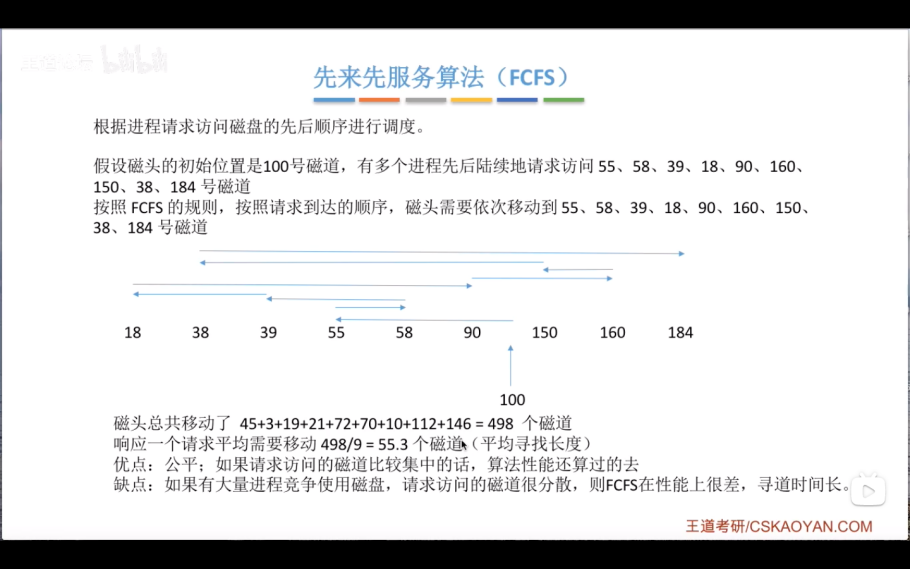 先来先服务算法（FCFS）
根据进程请求访问磁盘的先后顺序进行调度。
假设磁头的初始位置是100号磁道，有多个进程先后陆续地请求访问 55、58、39、18、90、160、
150、38、184 号磁道
按照 FCFS 的规则，按照请求到达的顺序，磁头需要依次移动到 55、58、39、18、90、160、150、
38、184 号磁道
18 38 39 55 58 90 150 160 184
100
磁头总共移动了 45+3+19+21+72+70+10+112+146 = 498 个磁道
响应一个请求平均需要移动 498/9 = 55.3 个磁道（平均寻找长度）
优点：公平；如果请求访问的磁道比较集中的话，算法性能还算过的去
缺点：如果有大量进程竞争使用磁盘，请求访问的磁道很分散，则FCFS在性能上很差，寻道时间长。
王道考研/CSKAOYAN.COM